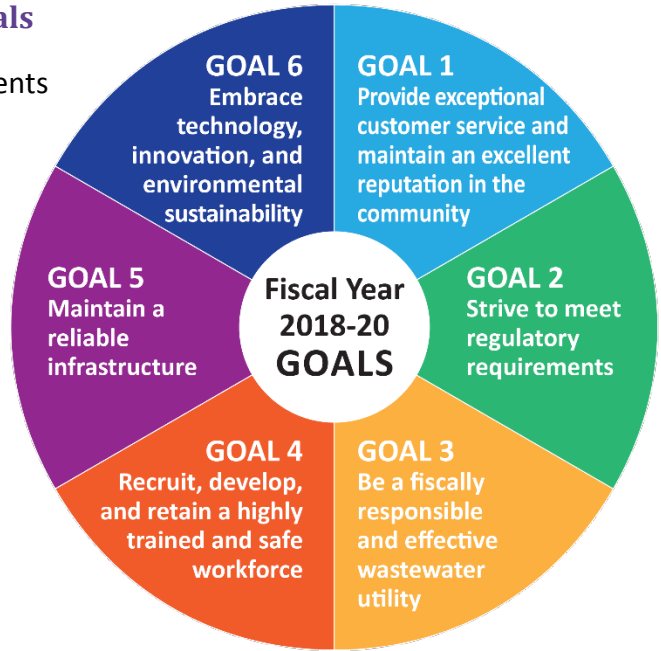 als
ents
GOAL 6
Embrace
technology,
innovation, and
environmental
sustainability
GOAL 1
Provide exceptional
customer service and
maintain an excellent
reputation in the
community
GOAL 5
Maintain a
reliable
infrastructure
Fiscal Year
2018-20
GOALS
GOAL 2
Strive to meet
regulatory
requirements
GOAL 4
Recruit, develop,
and retain a highly
trained and safe
workforce
GOAL 3
Be a fiscally
responsible
and effective
wastewater
utility